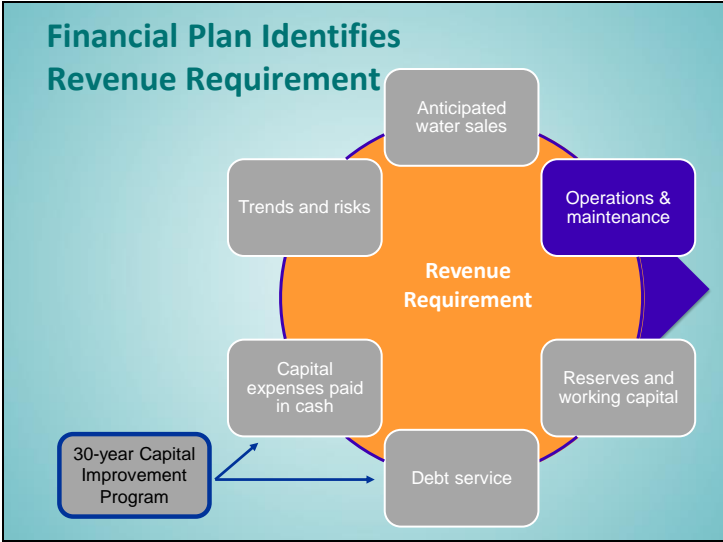 Financial Plan Identifies
Revenue Requirement
Anticipated
water sales
Trends and risks
Operations &
maintenance
Revenue
Requirement
Capital
expenses paid
in cash
Reserves and
working capital
30-year Capital
Improvement
Program
Debt service